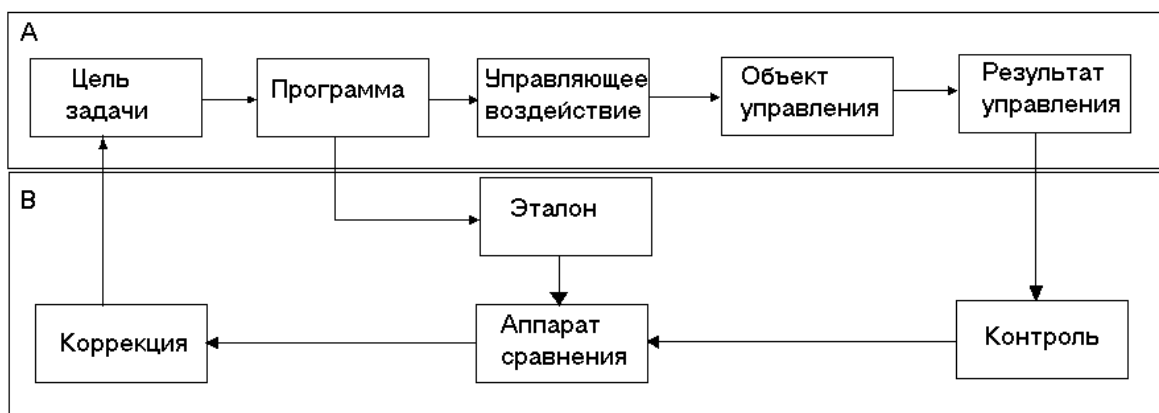 А
Цель
задачи
Программа
Управляющее
воздействие
Объект
управления
Результат
управления
В
Эталон
Коррекция
Аппарат
сравнения
Контроль